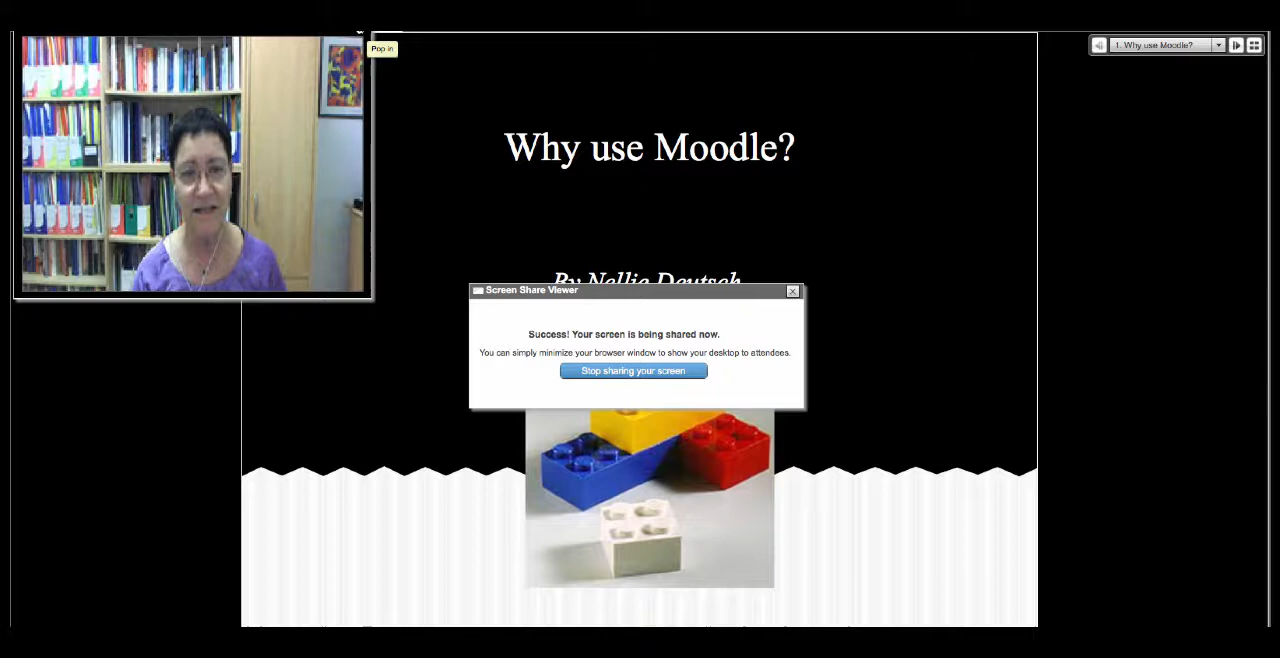 Pop in
1. Why use Moodle?
Why use Moodle?
By Nellie Deutsch
Screen Share Viewer
Success! Your screen is being shared now.
You can simply minimize your browser window to show your desktop to attendees.
Stop sharing your screen